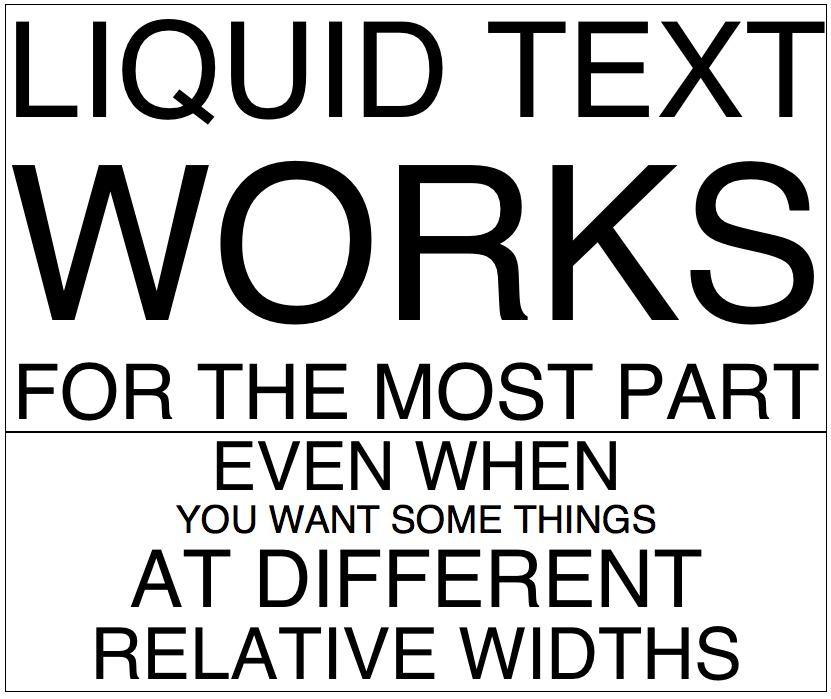 LIQUID TEXT
WORKS
FOR THE MOST PART
EVEN WHEN
YOU WANT SOME THINGS
AT DIFFERENT
RELATIVE WIDTHS